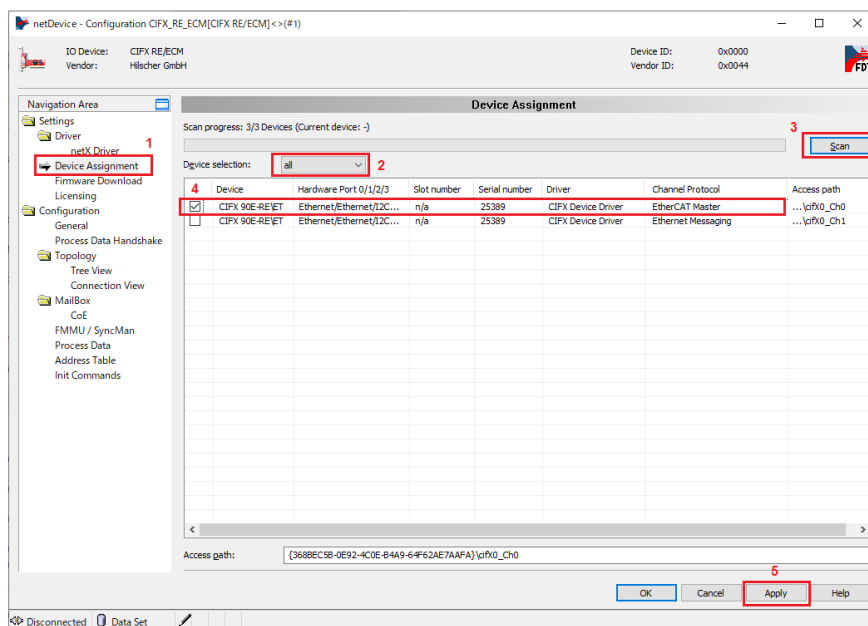 netDevice - Configuration CIFX_RE_ECM[CIFX RE/ECM]<>(#1)
IO Device: CIFX RE/ECM Device ID: 0x0000
Vendor: Hilscher GmbH Vendor ID: 0x0044
FDT
Navigation Area
Device Assignment
Settings
Driver
netX Driver
Device Assignment
Firmware Download
Licensing
Configuration
General
Process Data Handshake
Topology
Tree View
Connection View
MailBox
CoE
FMMU / SyncMan
Process Data
Address Table
Init Commands
1
Scan progress: 3/3 Devices (Current device: -)
3
Scan
Device selection: all 2
4 Device Hardware Port 0/1/2/3 Slot number Serial number Driver Channel Protocol Access path
CIFX 90E-RE\ET Ethernet/Ethernet/I2C... n/a 25389 CIFX Device Driver EtherCAT Master ...\cifX0_Ch0
CIFX 90E-RE\ET Ethernet/Ethernet/I2C... n/a 25389 CIFX Device Driver Ethernet Messaging ...\cifX0_Ch1
Access path: {368BEC5B-0E92-4C0E-B4A9-64F62AE7AAFA}\cifX0_Ch0
5
OK Cancel Apply Help
Disconnected Data Set